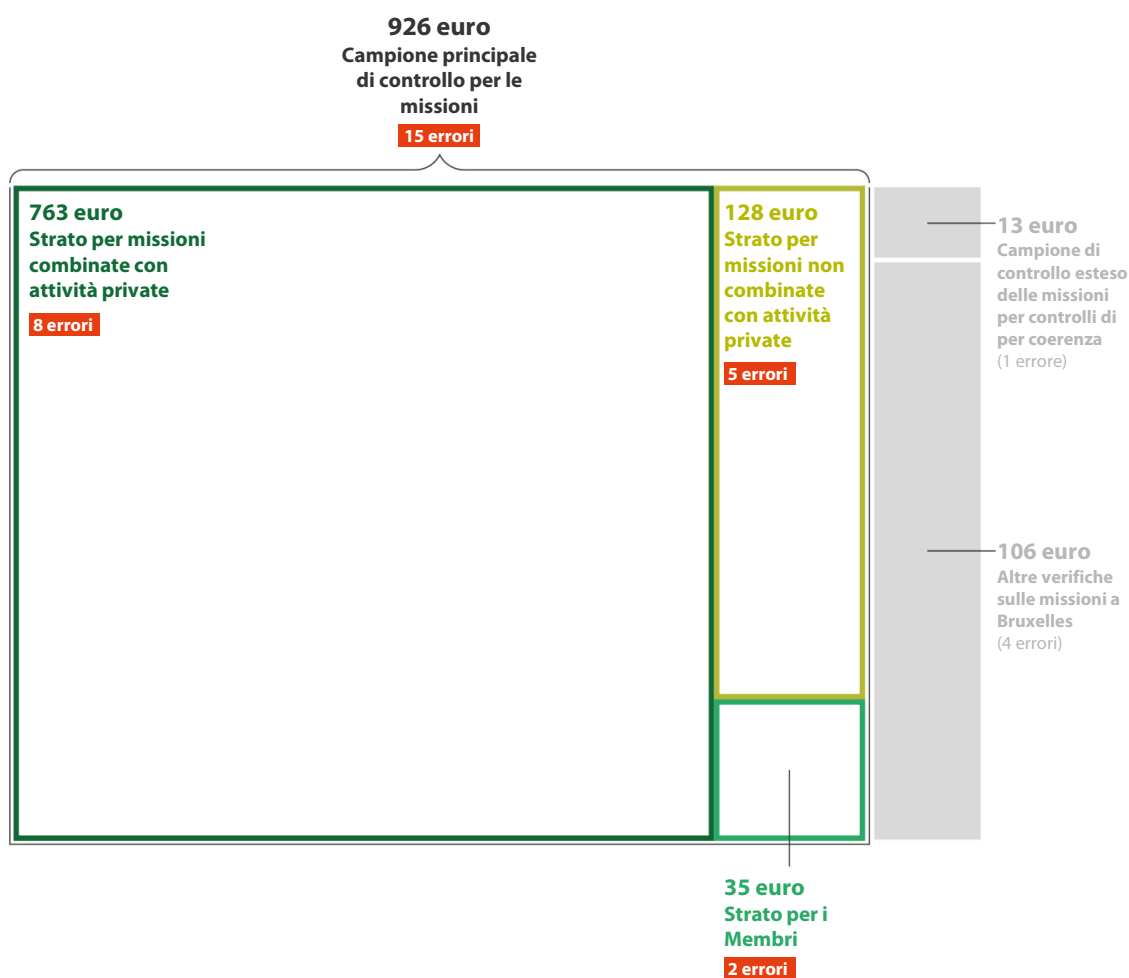 926 euro
Campione principale
di controllo per le
missioni
15 errori
763 euro
Strato per missioni
combinate con
attività private
8 errori
128 euro
Strato per
missioni non
combinate
con attività
private
5 errori
13 euro
Campione di
controllo esteso
delle missioni
per controlli di
per coerenza
(1 errore)
106 euro
Altre verifiche
sulle missioni a
Bruxelles
(4 errori)
35 euro
Strato per i
Membri
2 errori